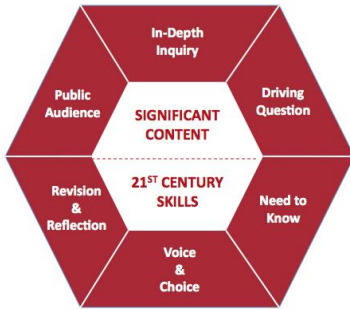 In-Depth
Inquiry
Public
Audience
Driving
Question
SIGNIFICANT
CONTENT
21ST CENTURY
SKILLS
Revision
&
Reflection
Need to
Know
Voice
&
Choice